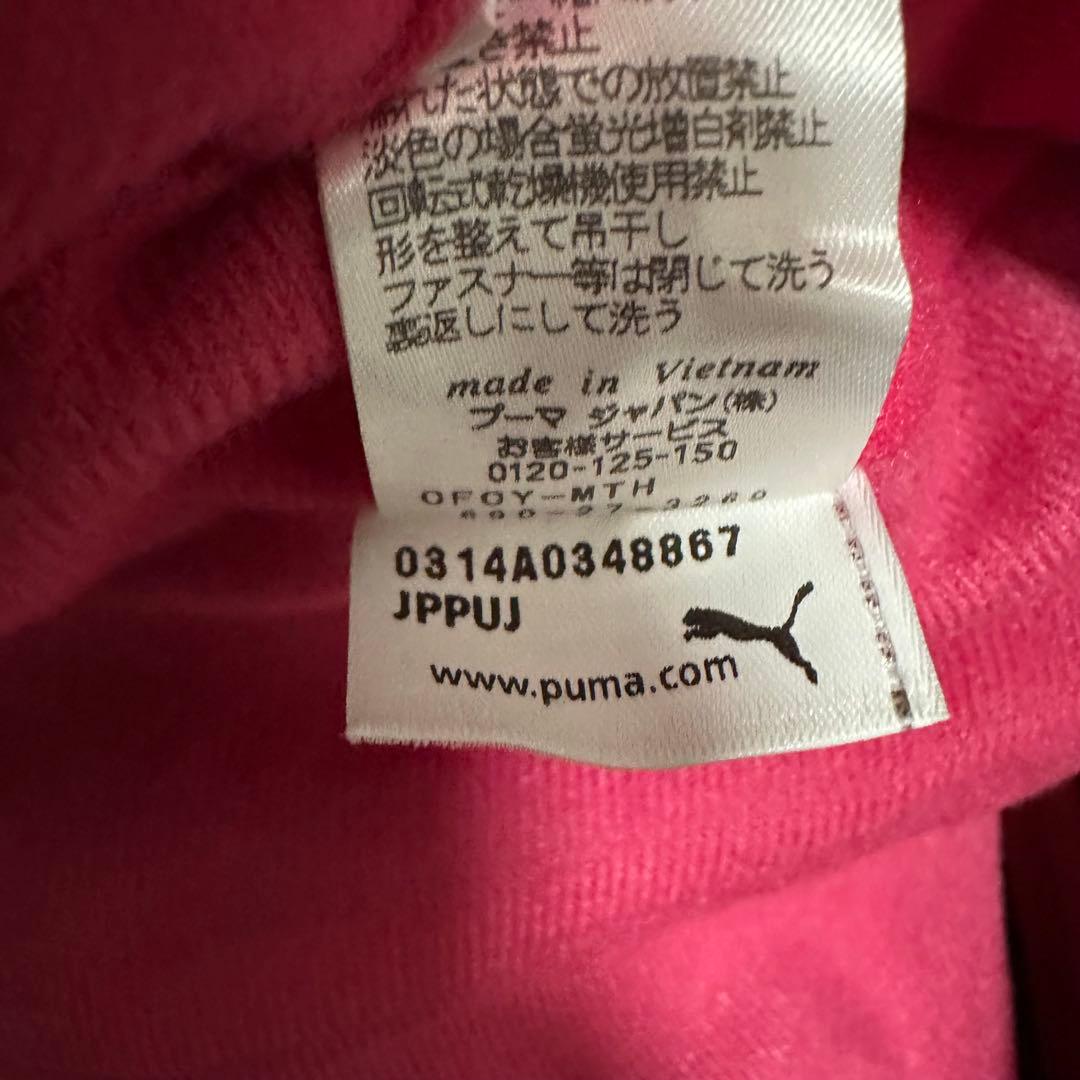 き禁止
濡れた状態での放置禁止
淡色の場合蛍光増白剤禁止
回転式乾燥機使用禁止
形を整えて吊干し
ファスナー等は閉じて洗う
裏返しにして洗う
made in Vietnam
プーマ ジャパン(株)
お客様サービス
0120-125-150
OFOY-MTH
0314A0348867
JPPUJ
www.puma.com